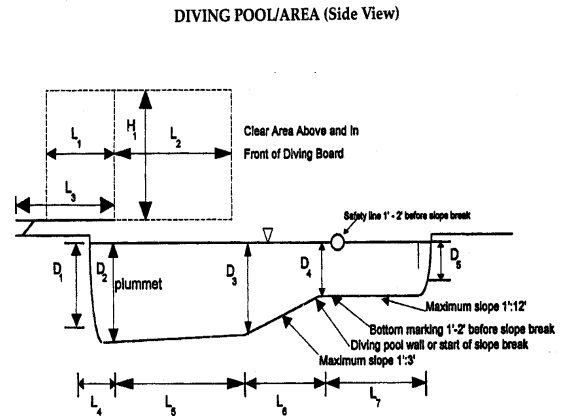 DIVING POOL/AREA (Side View)
L1
H1
L2
Clear Area Above and In
Front of Diving Board
L3
Safety line 1' - 2' before slope break
D1
D2
plummet
D3
D4
D5
Maximum slope 1':12'
Bottom marking 1'-2' before slope break
Diving pool wall or start of slope break
Maximum slope 1':3'
L4
L5
L6
L7